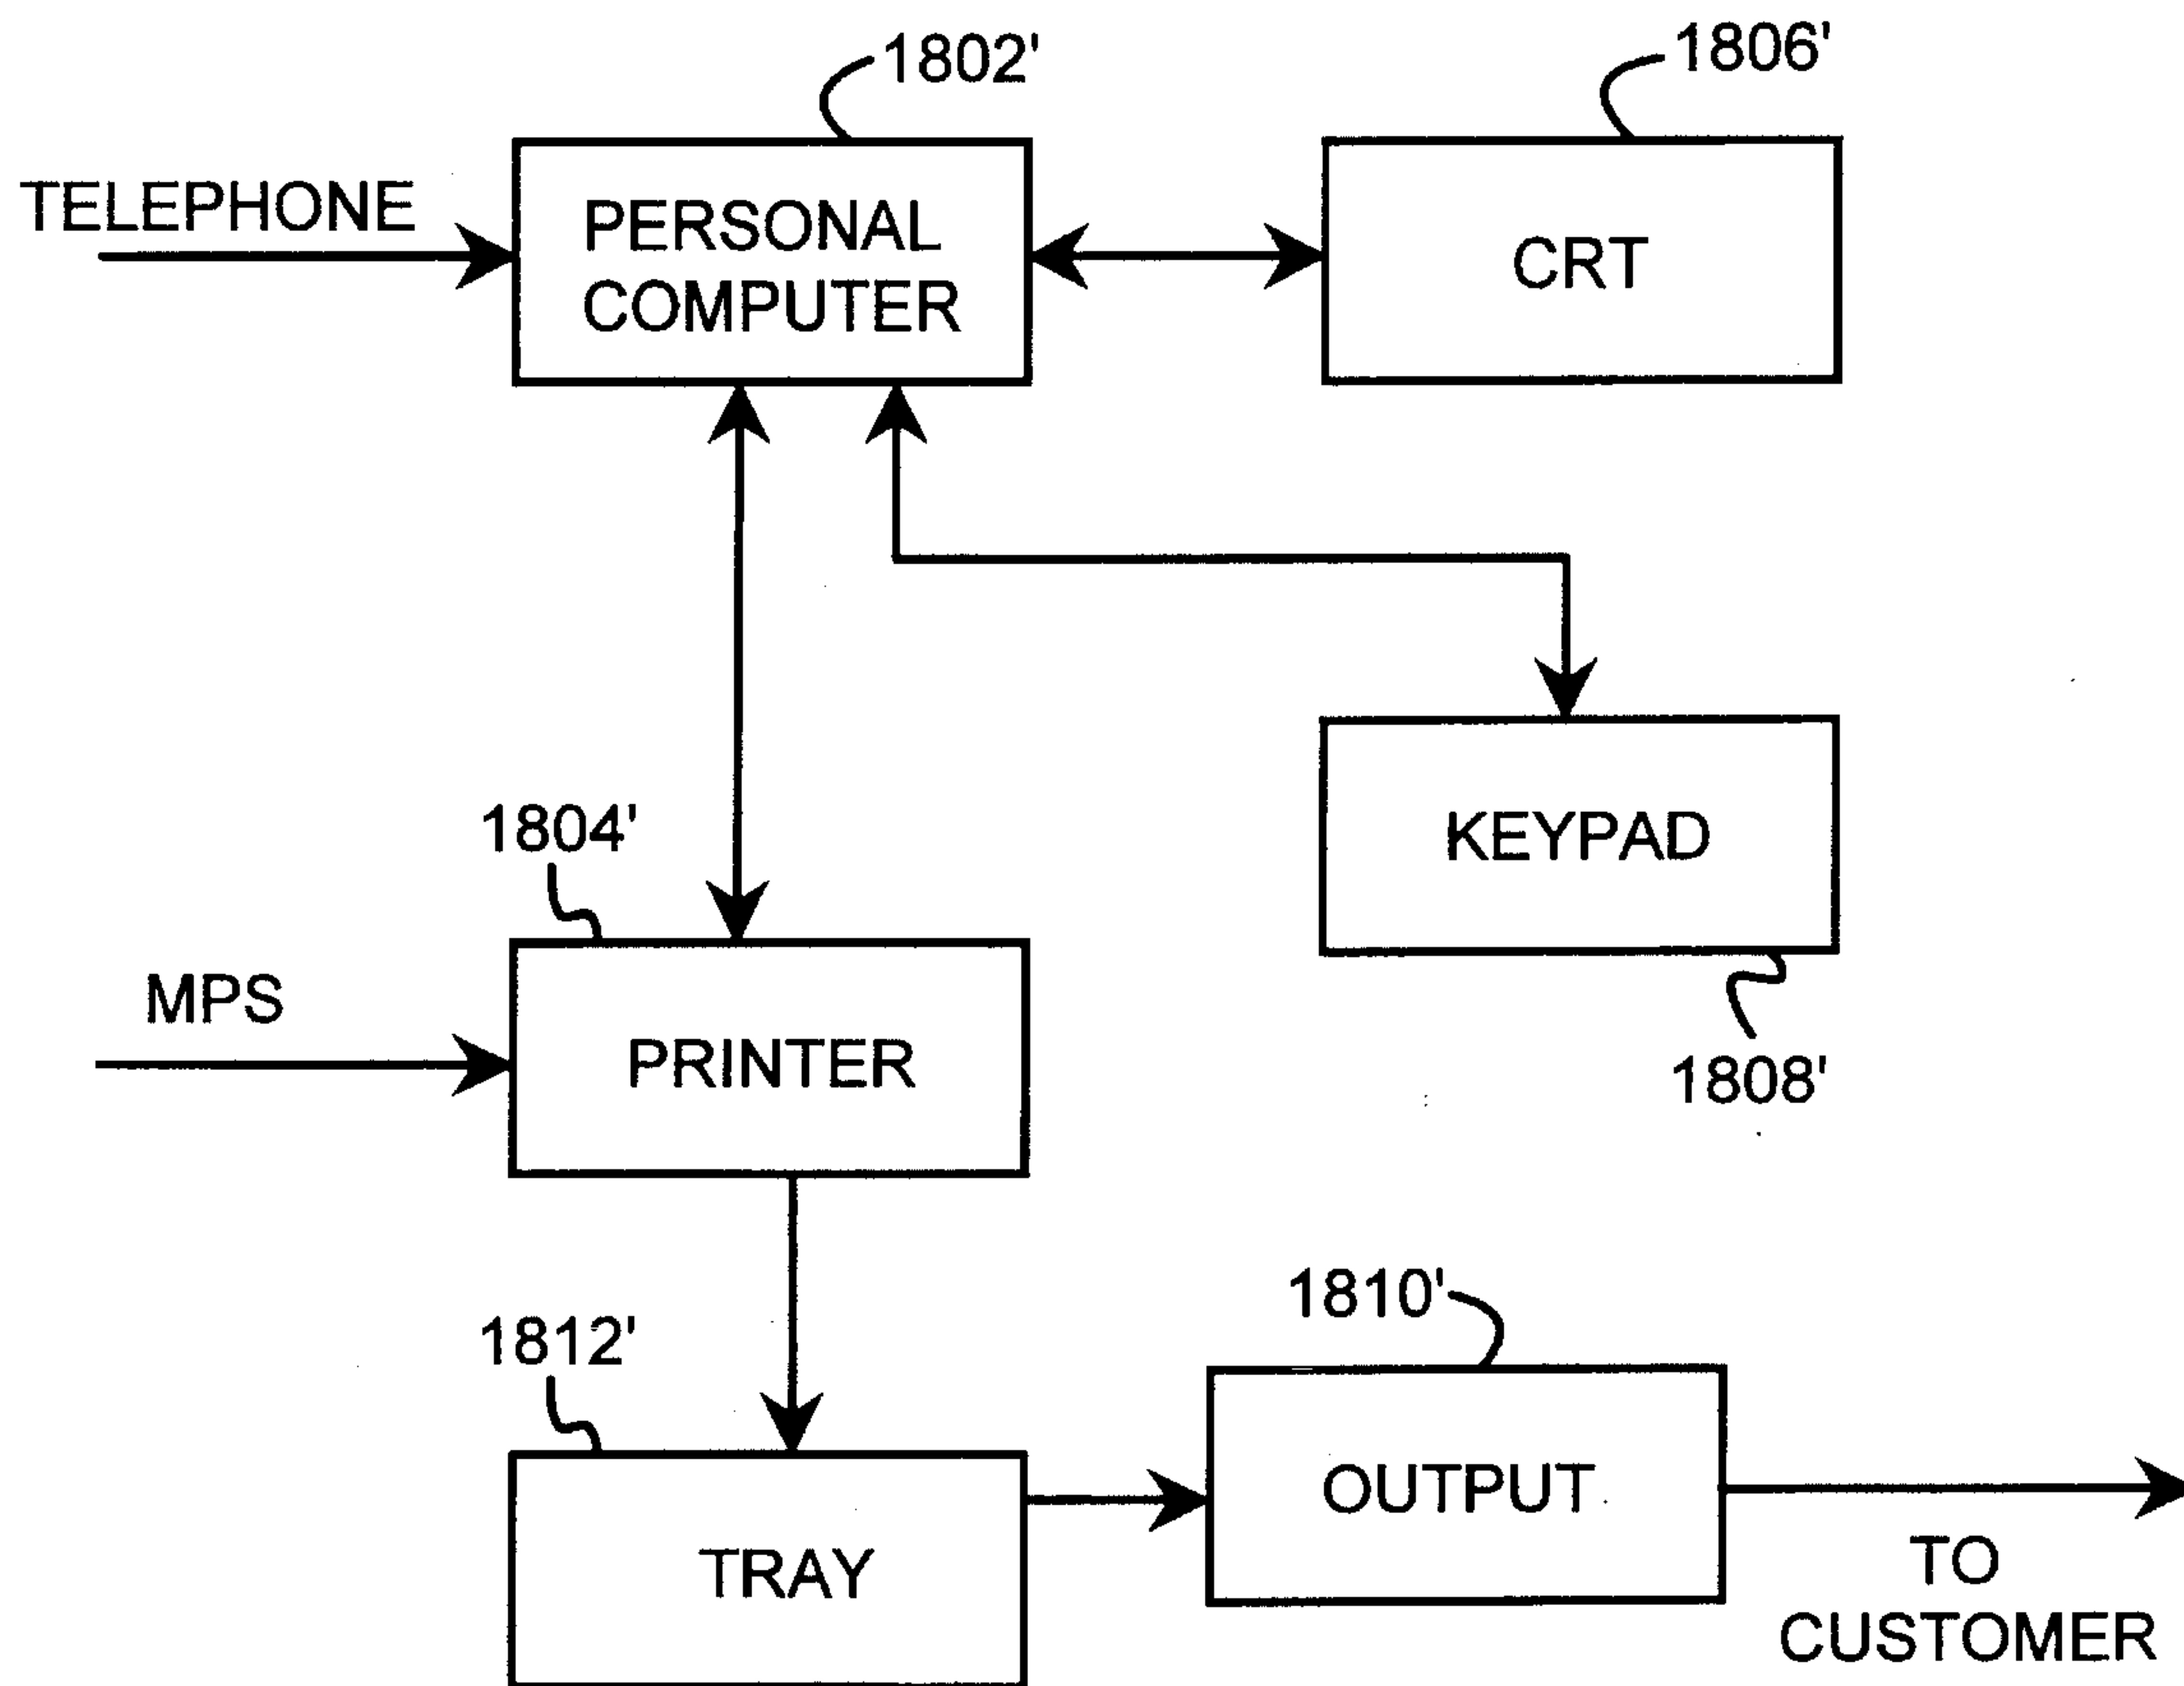 1802'
1806'
TELEPHONE
PERSONAL
COMPUTER
CRT
1804'
KEYPAD
MPS
PRINTER
1808'
1810'
1812'
OUTPUT
TRAY
TO
CUSTOMER